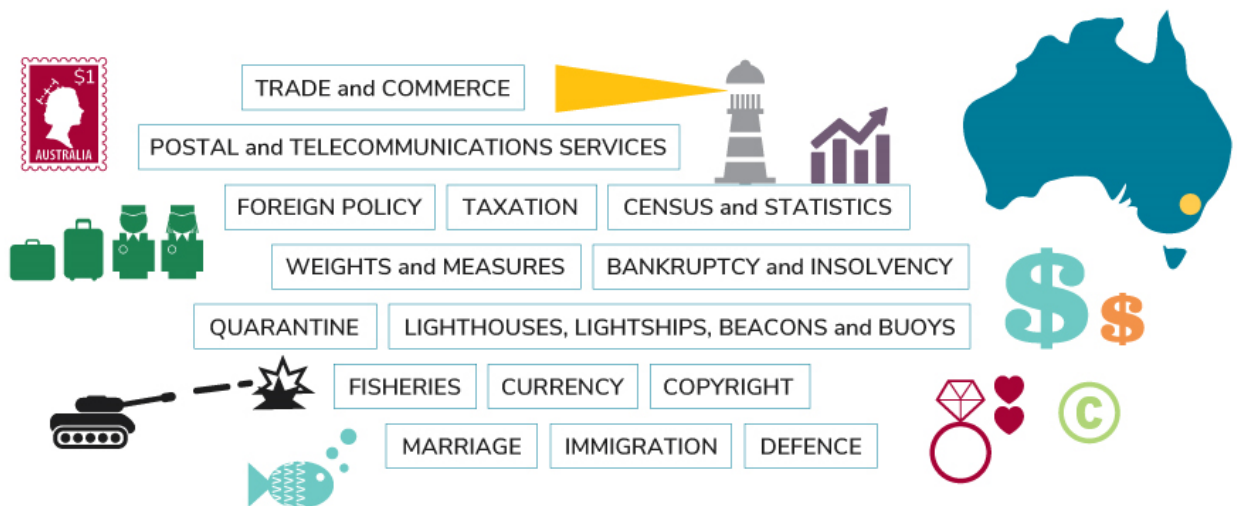 $1
AUSTRALIA
TRADE and COMMERCE
POSTAL and TELECOMMUNICATIONS SERVICES
FOREIGN POLICY TAXATION CENSUS and STATISTICS
WEIGHTS and MEASURES BANKRUPTCY and INSOLVENCY
$ $
QUARANTINE LIGHTHOUSES, LIGHTSHIPS, BEACONS and BUOYS
FISHERIES CURRENCY COPYRIGHT
©
MARRIAGE IMMIGRATION DEFENCE